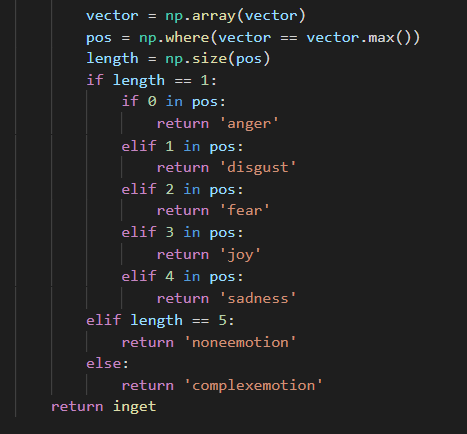 vector = np.array(vector)
pos = np.where(vector == vector.max())
length = np.size(pos)
if length == 1:
if 0 in pos:
return 'anger'
elif 1 in pos:
return 'disgust'
elif 2 in pos:
return 'fear'
elif 3 in pos:
return 'joy'
elif 4 in pos:
return 'sadness'
elif length == 5:
return 'noneemotion'
else:
return 'complexemotion'
return inget